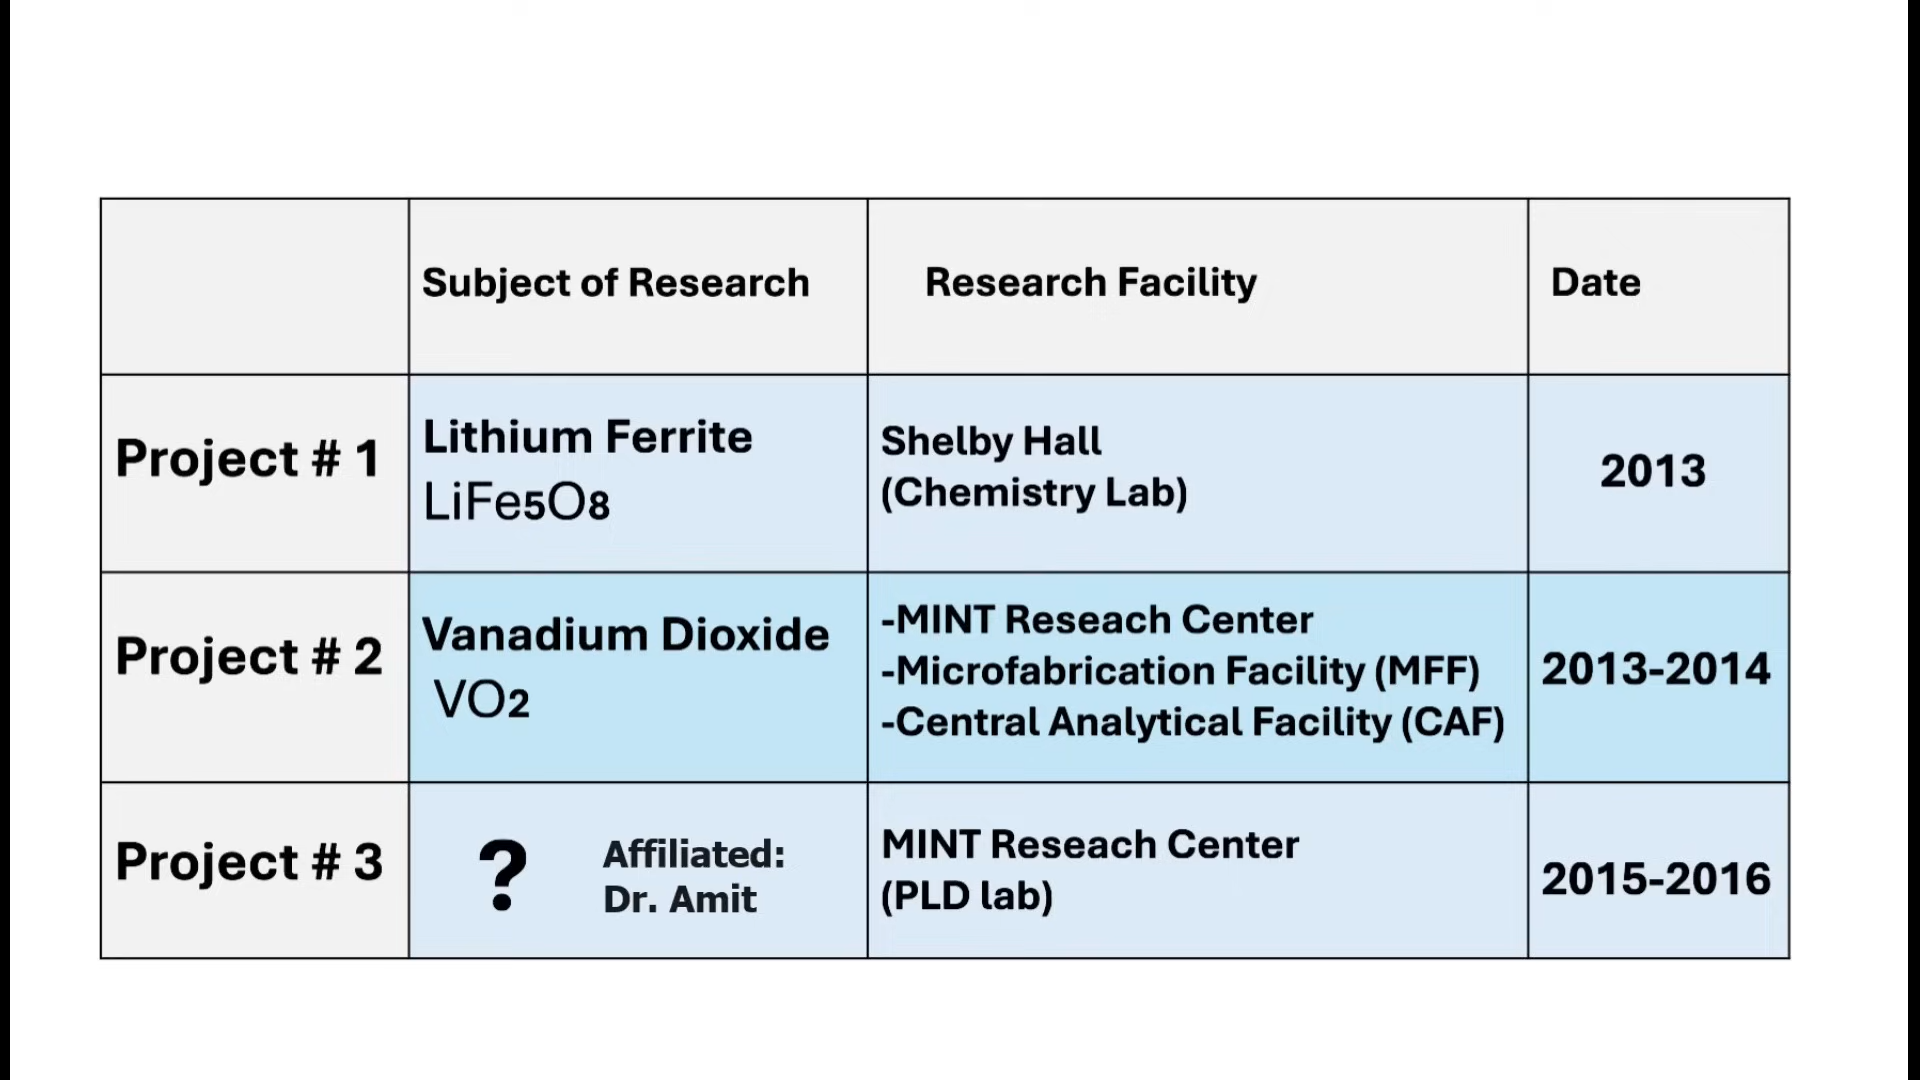 Subject of Research
Research Facility
Date
Project # 1
Lithium Ferrite
LiFe5O8
Shelby Hall
(Chemistry Lab)
2013
Project # 2
Vanadium Dioxide
VO2
-MINT Reseach Center
-Microfabrication Facility (MFF)
-Central Analytical Facility (CAF)
2013-2014
Project # 3
?
Affiliated:
Dr. Amit
MINT Reseach Center
(PLD lab)
2015-2016